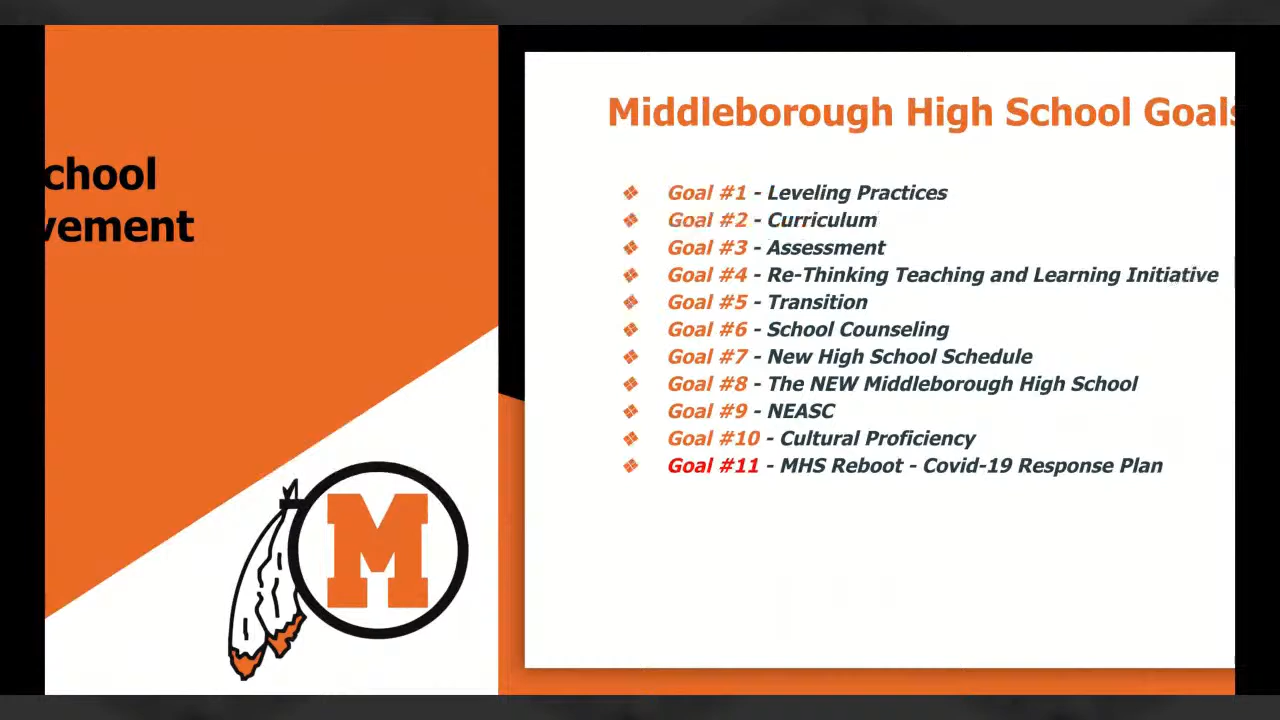 chool
vement
M
Middleborough High School Goals
❖ Goal #1 - Leveling Practices
❖ Goal #2 - Curriculum
❖ Goal #3 - Assessment
❖ Goal #4 - Re-Thinking Teaching and Learning Initiative
❖ Goal #5 - Transition
❖ Goal #6 - School Counseling
❖ Goal #7 - New High School Schedule
❖ Goal #8 - The NEW Middleborough High School
❖ Goal #9 - NEASC
❖ Goal #10 - Cultural Proficiency
❖ Goal #11 - MHS Reboot - Covid-19 Response Plan